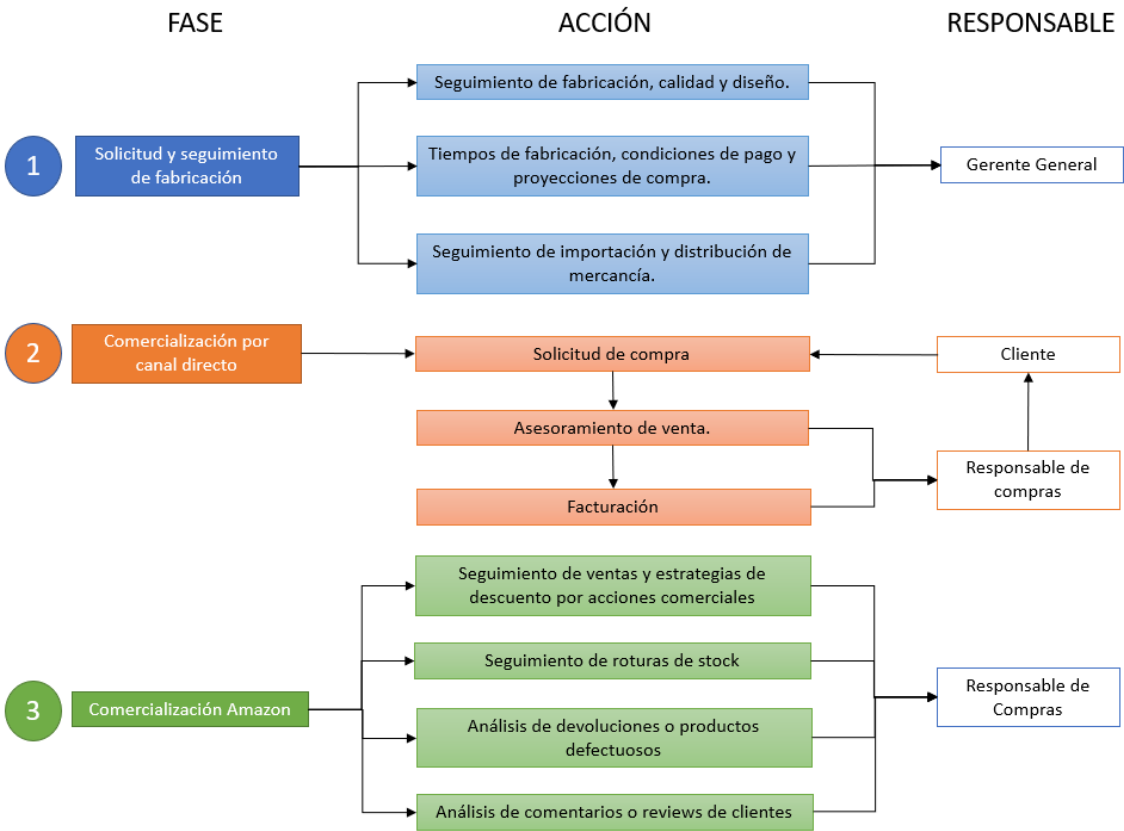 FASE
ACCIÓN
RESPONSABLE
1
Solicitud y seguimiento
de fabricación
Seguimiento de fabricación, calidad y diseño.
Tiempos de fabricación, condiciones de pago y
proyecciones de compra.
Seguimiento de importación y distribución de
mercancía.
Gerente General
2
Comercialización por
canal directo
Solicitud de compra
Cliente
Asesoramiento de venta.
Facturación
Responsable de
compras
3
Comercialización Amazon
Seguimiento de ventas y estrategias de
descuento por acciones comerciales
Seguimiento de roturas de stock
Análisis de devoluciones o productos
defectuosos
Análisis de comentarios o reviews de clientes
Responsable de
Compras